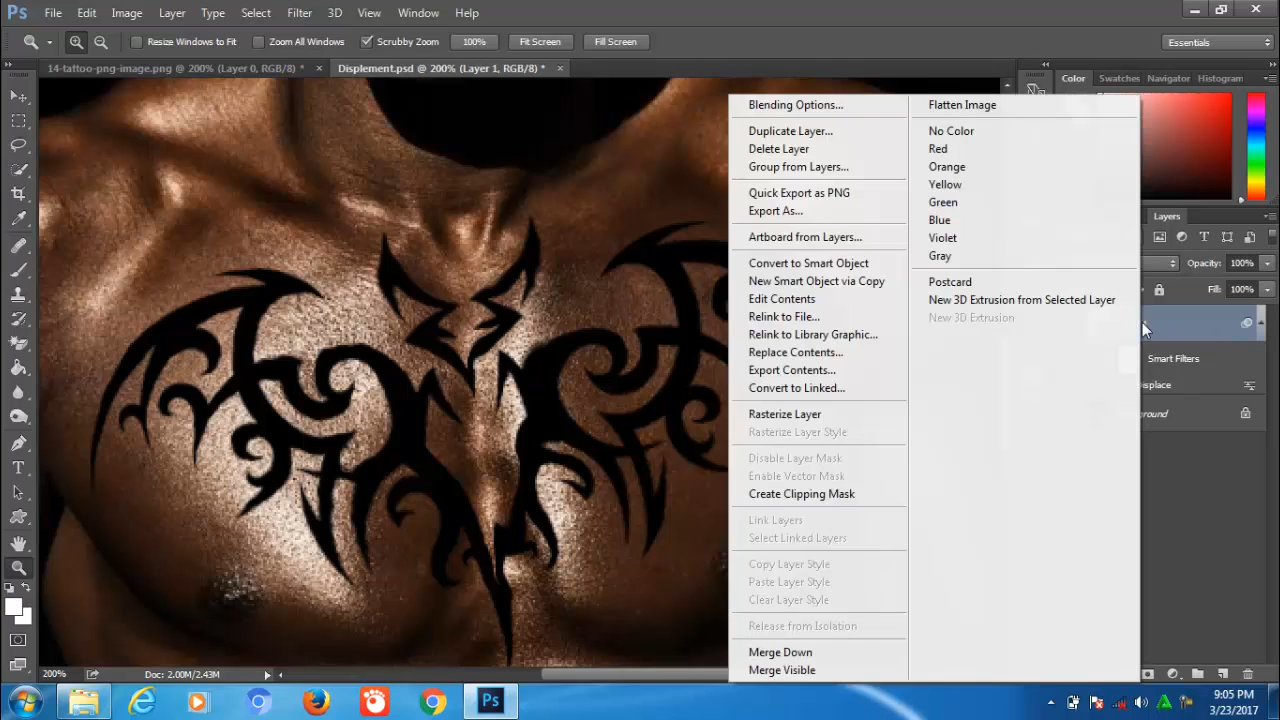 Ps File Edit Image Layer Type Select Filter 3D View Window Help
Resize Windows to Fit Zoom All Windows Scrubby Zoom 100% Fit Screen Fill Screen Essentials
14-tattoo-png-image.png @ 200% (Layer 0, RGB/8) * × Displement.psd @ 200% (Layer 1, RGB/8) * ×
Color Swatches Navigator Histogram
Layers
Opacity: 100%
Fill: 100%
Smart Filters
Blending Options...
Duplicate Layer...
Delete Layer
Group from Layers...
Quick Export as PNG
Export As...
Artboard from Layers...
Convert to Smart Object
New Smart Object via Copy
Edit Contents
Relink to File...
Relink to Library Graphic...
Replace Contents...
Export Contents...
Convert to Linked...
Rasterize Layer
Rasterize Layer Style
Disable Layer Mask
Enable Vector Mask
Create Clipping Mask
Link Layers
Select Linked Layers
Copy Layer Style
Paste Layer Style
Clear Layer Style
Release from Isolation
Merge Down
Merge Visible
Flatten Image
No Color
Red
Orange
Yellow
Green
Blue
Violet
Gray
Postcard
New 3D Extrusion from Selected Layer
New 3D Extrusion
200% Doc: 2.00M/2.43M
Ps
9:05 PM
3/23/2017